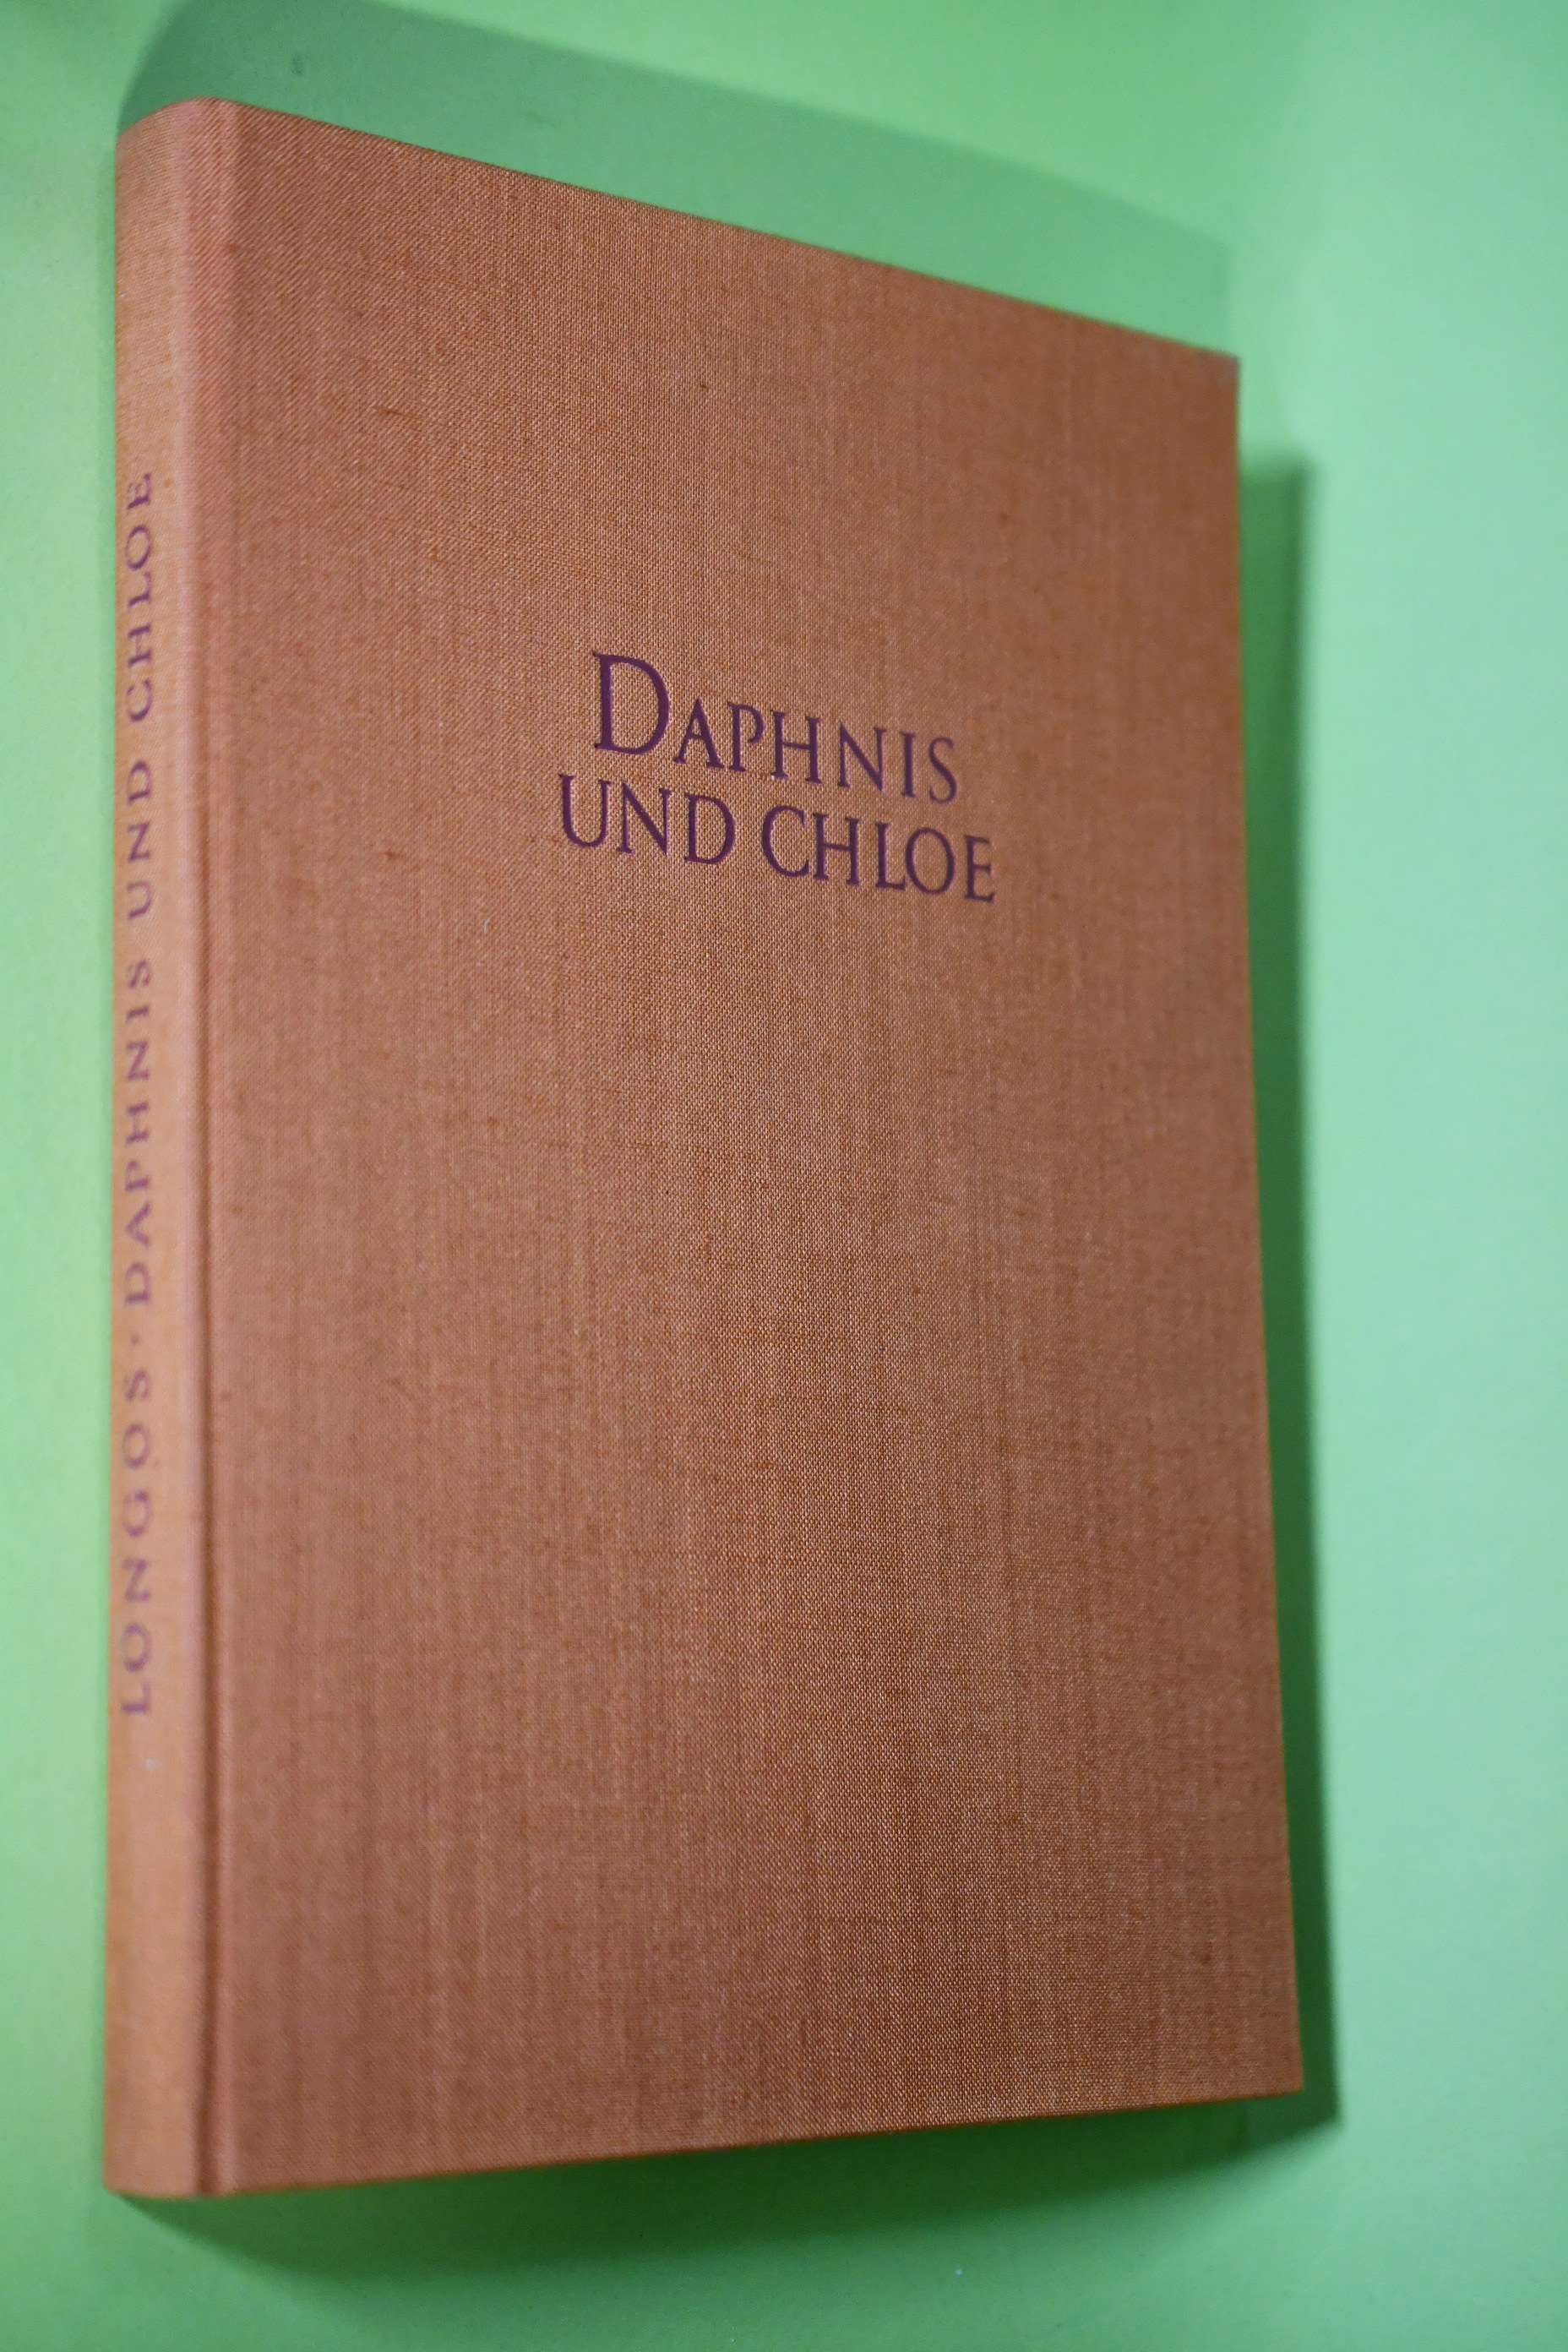 DAPHNIS
UND CHLOE
LONGOS · DAPHNIS UND CHLOE